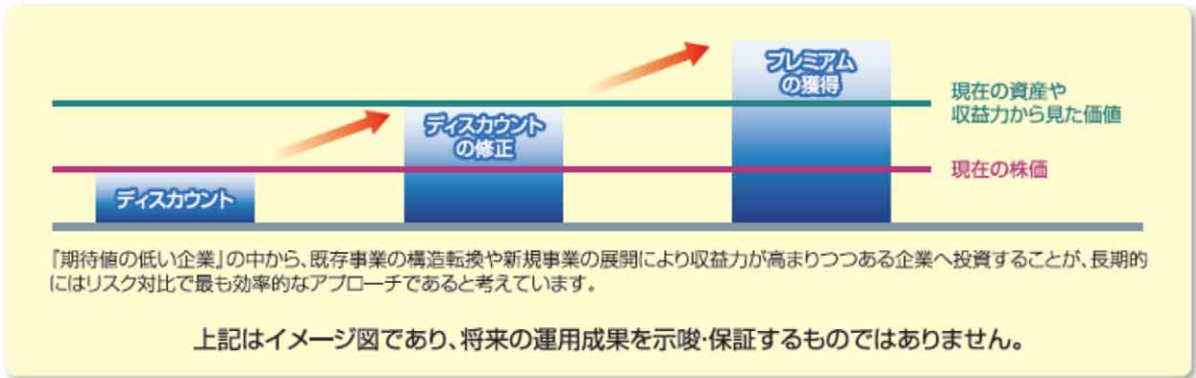 プレミアム
の獲得
現在の資産や
収益力から見た価値
ディスカウント
の修正
現在の株価
ディスカウント
『期待値の低い企業』の中から、既存事業の構造転換や新規事業の展開により収益力が高まりつつある企業へ投資することが、長期的
にはリスク対比で最も効率的なアプローチであると考えています。
上記はイメージ図であり、将来の運用成果を示唆・保証するものではありません。